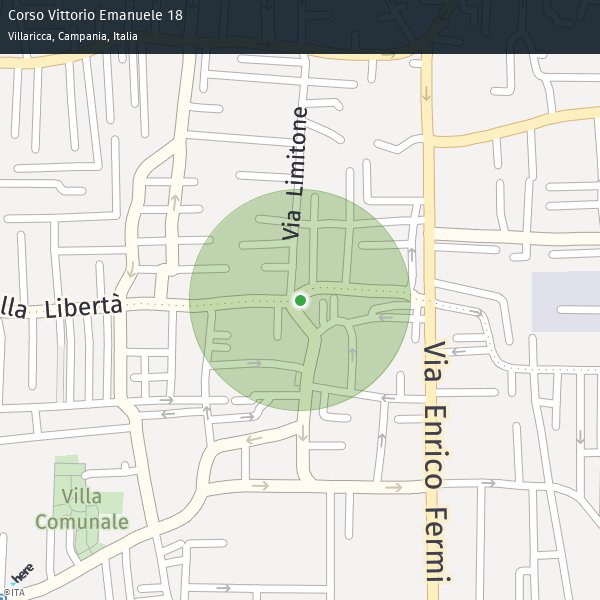 Corso Vittorio Emanuele 18
Villaricca, Campania, Italia
Via Limitone
lla Libertà
Via Enrico Fermi
Villa
Comunale
here
©ITA